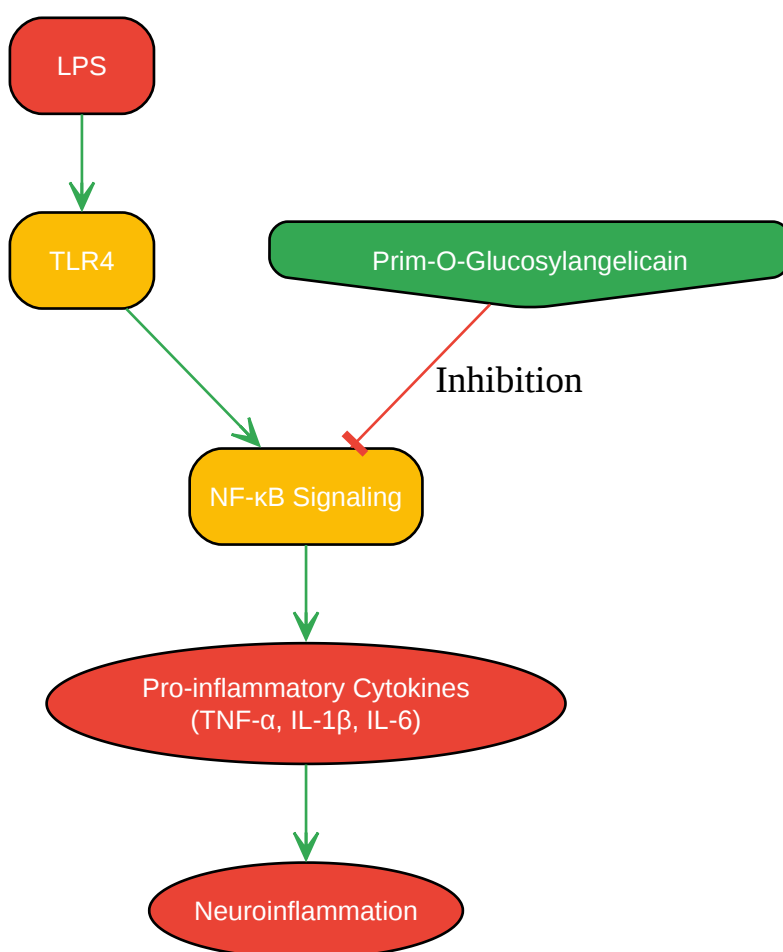 LPS
TLR4
Prim-O-Glucosylangelicain
Inhibition
NF-κB Signaling
Pro-inflammatory Cytokines
(TNF-α, IL-1β, IL-6)
Neuroinflammation